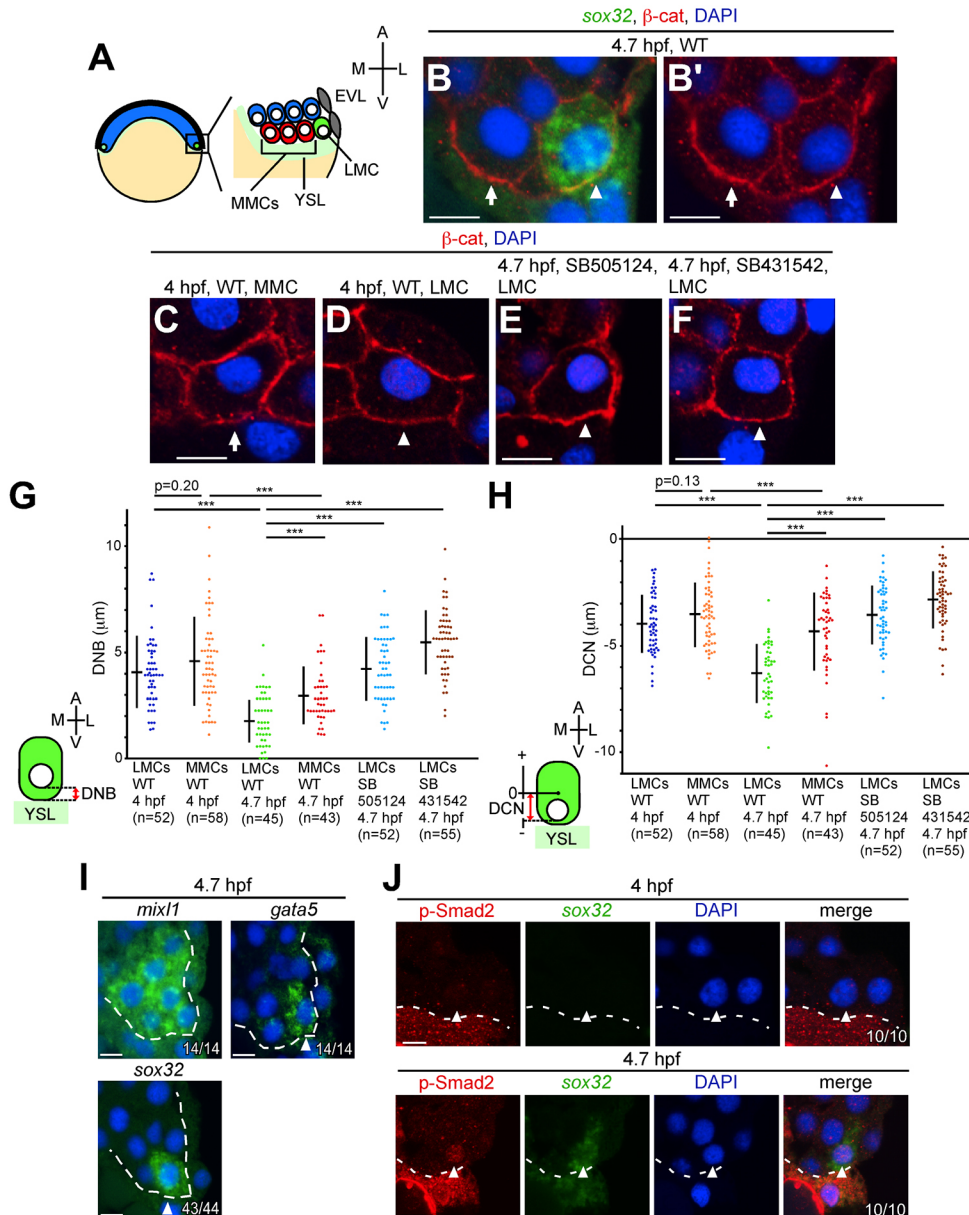 A
A
M
L
V
EVL
LMC
MMCs
YSL
sox32, β-cat, DAPI
4.7 hpf, WT
B
B'
β-cat, DAPI
4 hpf, WT, MMC
4 hpf, WT, LMC
4.7 hpf, SB505124, LMC
4.7 hpf, SB431542, LMC
C
D
E
F
G
p=0.20
***
***
***
***
***
10
5
0
DNB (μm)
A
M
L
V
DNB
YSL
LMCs WT 4 hpf (n=52)
MMCs WT 4 hpf (n=58)
LMCs WT 4.7 hpf (n=45)
MMCs WT 4.7 hpf (n=43)
LMCs SB 505124 4.7 hpf (n=52)
LMCs SB 431542 4.7 hpf (n=55)
H
p=0.13
***
***
***
***
***
0
-5
-10
DCN (μm)
A
M
L
V
+
0
DCN
-
YSL
LMCs WT 4 hpf (n=52)
MMCs WT 4 hpf (n=58)
LMCs WT 4.7 hpf (n=45)
MMCs WT 4.7 hpf (n=43)
LMCs SB 505124 4.7 hpf (n=52)
LMCs SB 431542 4.7 hpf (n=55)
I
4.7 hpf
mixl1
gata5
14/14
14/14
sox32
43/44
J
4 hpf
p-Smad2
sox32
DAPI
merge
10/10
4.7 hpf
p-Smad2
sox32
DAPI
merge
10/10